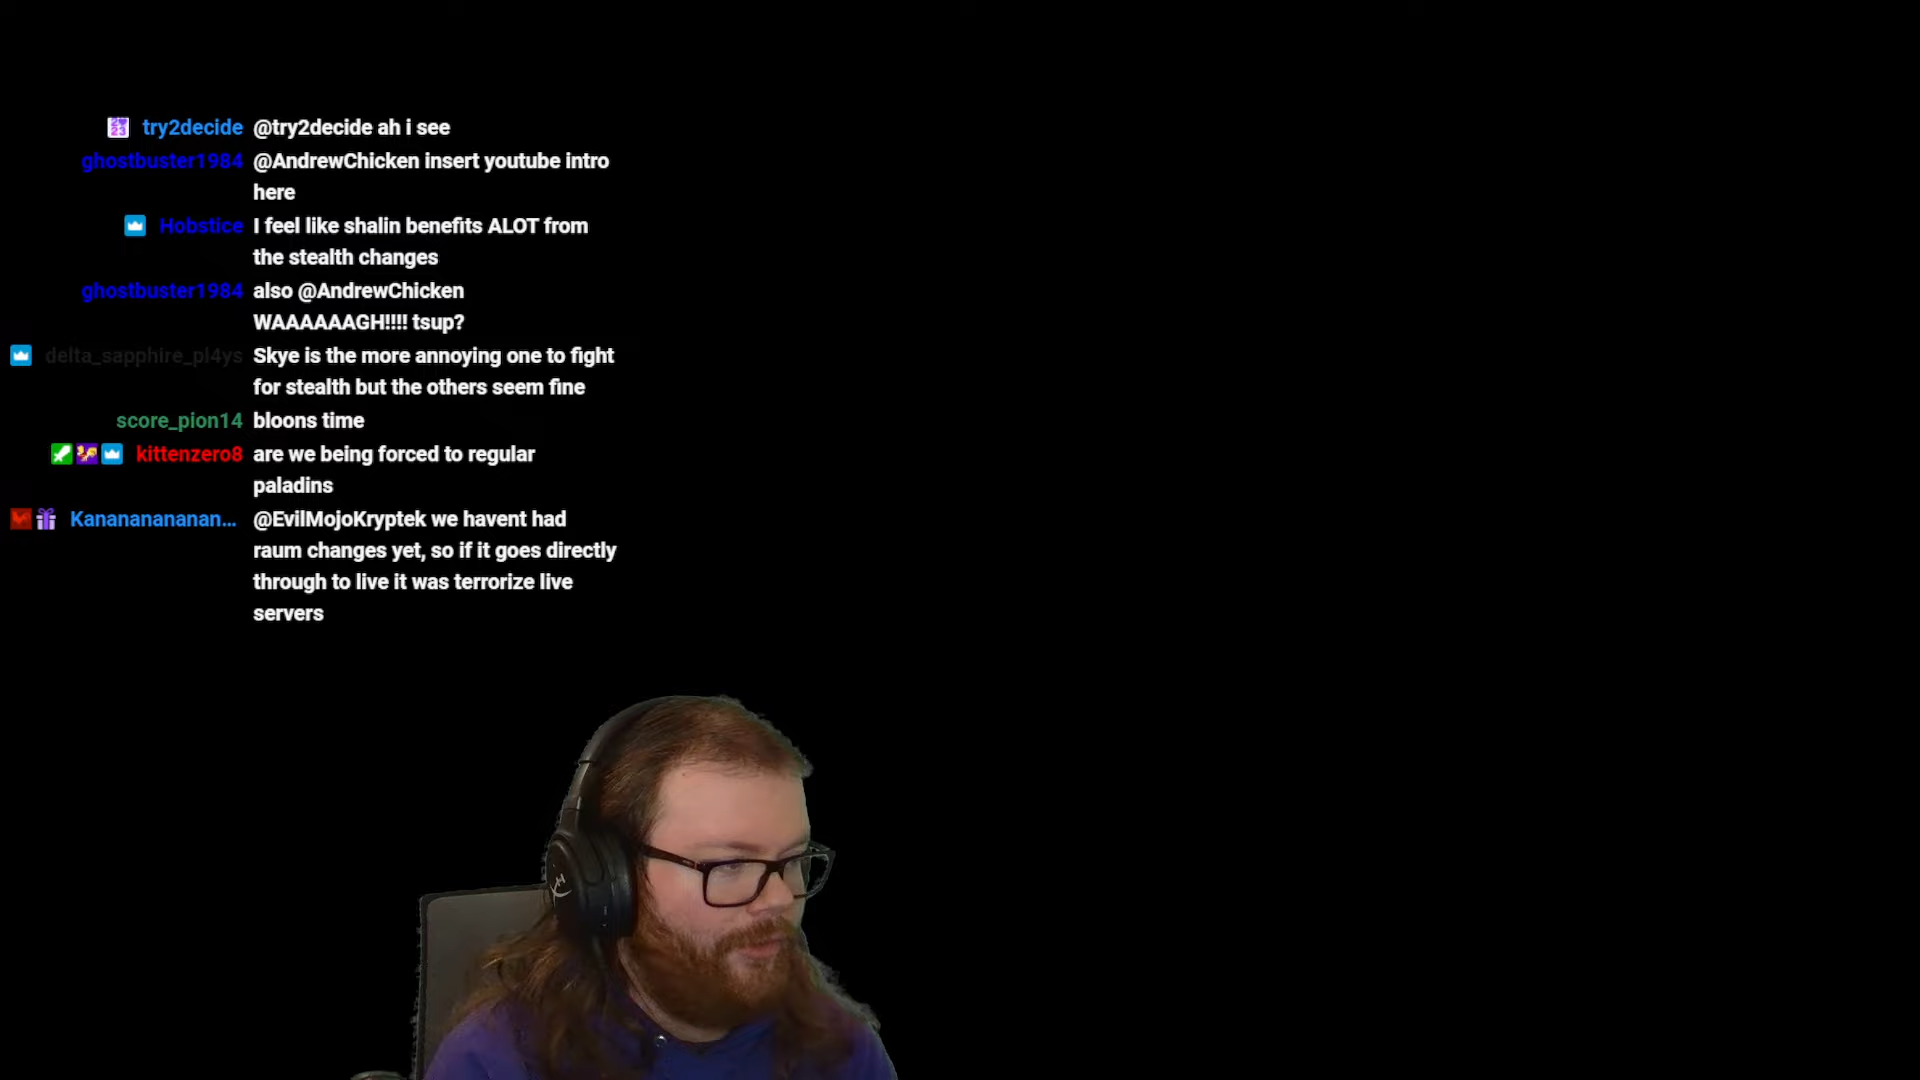 try2decide @try2decide ah i see
ghostbuster1984 @AndrewChicken insert youtube intro
here
Hobstice I feel like shalin benefits ALOT from
the stealth changes
ghostbuster1984 also @AndrewChicken
WAAAAAAGH!!!! tsup?
delta_sapphire_pl4ys Skye is the more annoying one to fight
for stealth but the others seem fine
score_pion14 bloons time
kittenzero8 are we being forced to regular
paladins
Kanananananan... @EvilMojoKryptek we havent had
raum changes yet, so if it goes directly
through to live it was terrorize live
servers